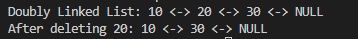 Doubly Linked List: 10 <-> 20 <-> 30 <-> NULL
After deleting 20: 10 <-> 30 <-> NULL